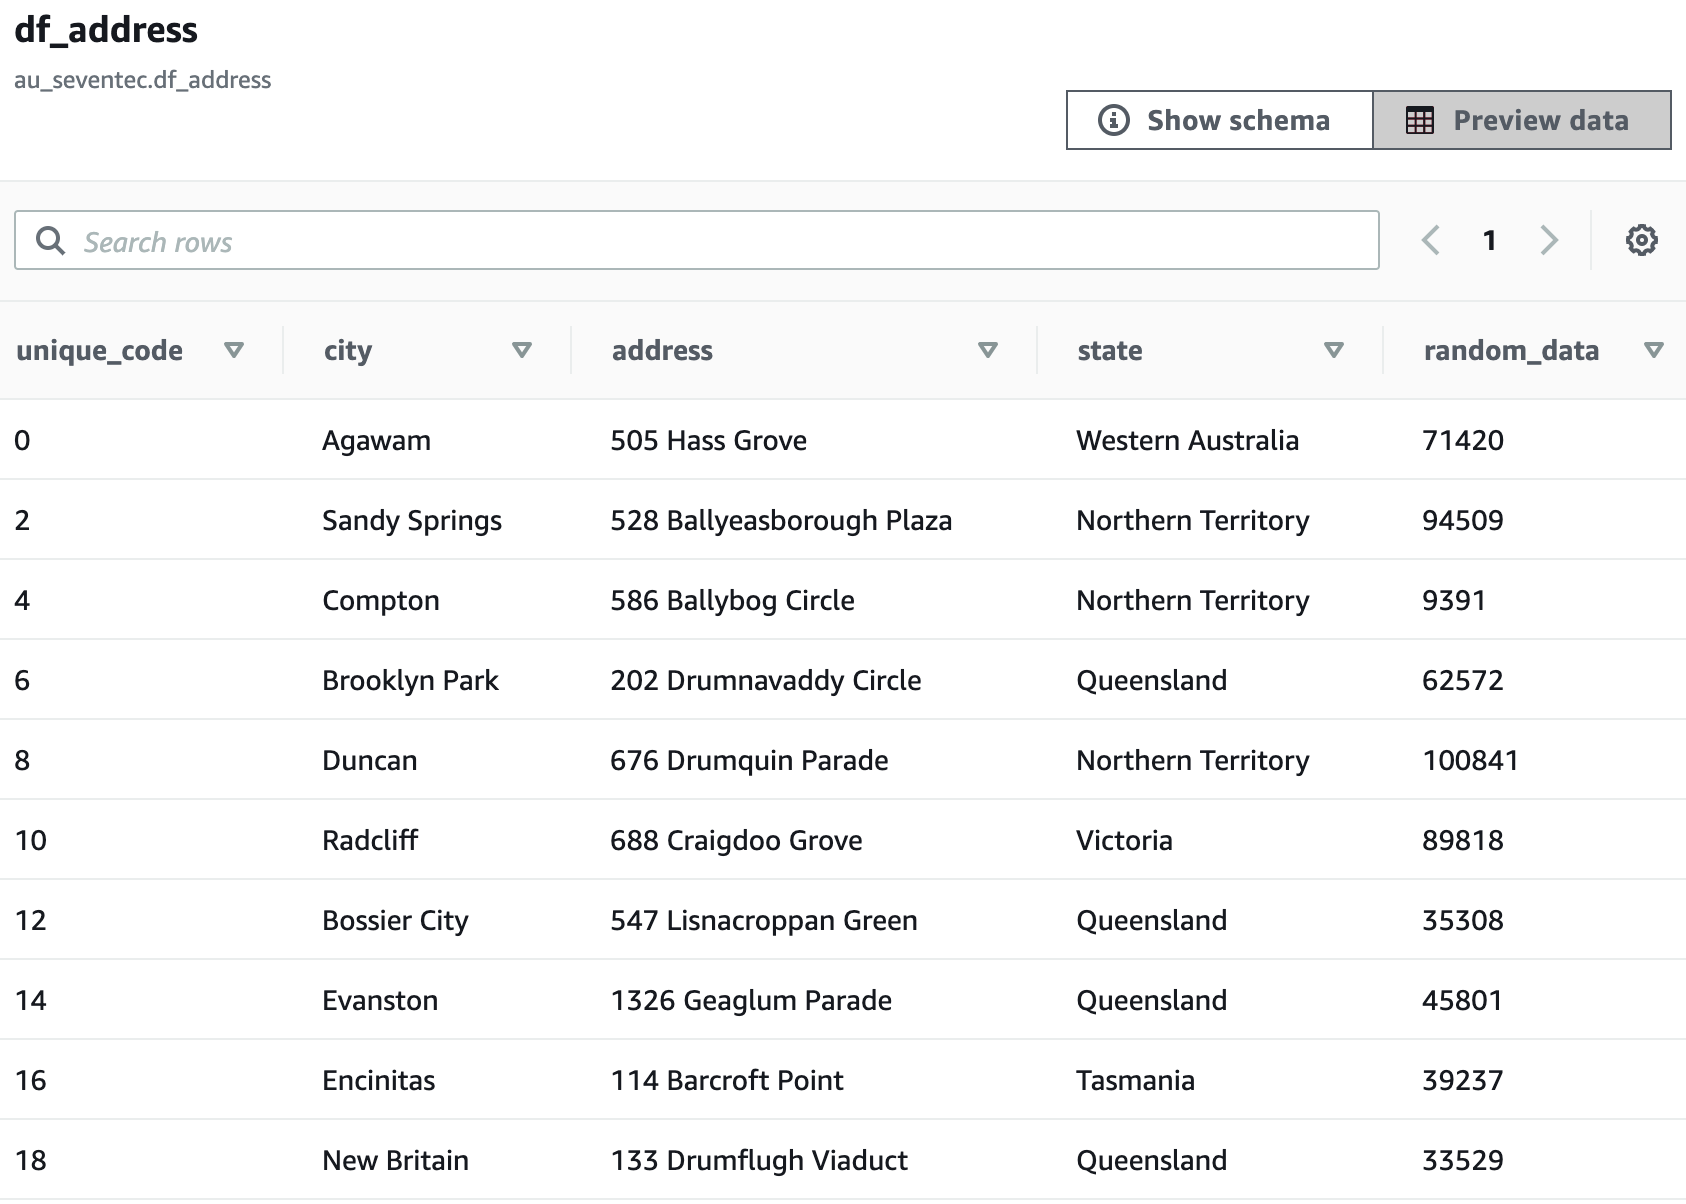 df_address
au_seventec.df_address
Show schema Preview data
Search rows 1
unique_code city address state random_data
0 Agawam 505 Hass Grove Western Australia 71420
2 Sandy Springs 528 Ballyeasborough Plaza Northern Territory 94509
4 Compton 586 Ballybog Circle Northern Territory 9391
6 Brooklyn Park 202 Drumnavaddy Circle Queensland 62572
8 Duncan 676 Drumquin Parade Northern Territory 100841
10 Radcliff 688 Craigdoo Grove Victoria 89818
12 Bossier City 547 Lisnacroppan Green Queensland 35308
14 Evanston 1326 Geaglum Parade Queensland 45801
16 Encinitas 114 Barcroft Point Tasmania 39237
18 New Britain 133 Drumflugh Viaduct Queensland 33529